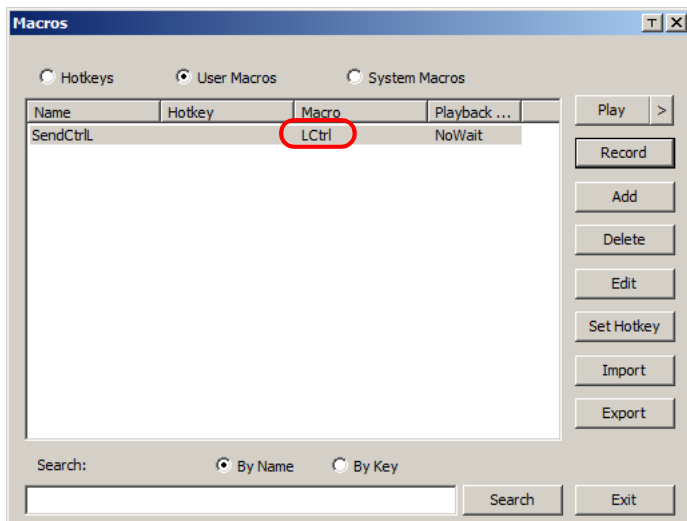 Macros
Hotkeys User Macros System Macros
Name Hotkey Macro Playback ...
SendCtrlL LCtrl NoWait
Play >
Record
Add
Delete
Edit
Set Hotkey
Import
Export
Search: By Name By Key
Search Exit